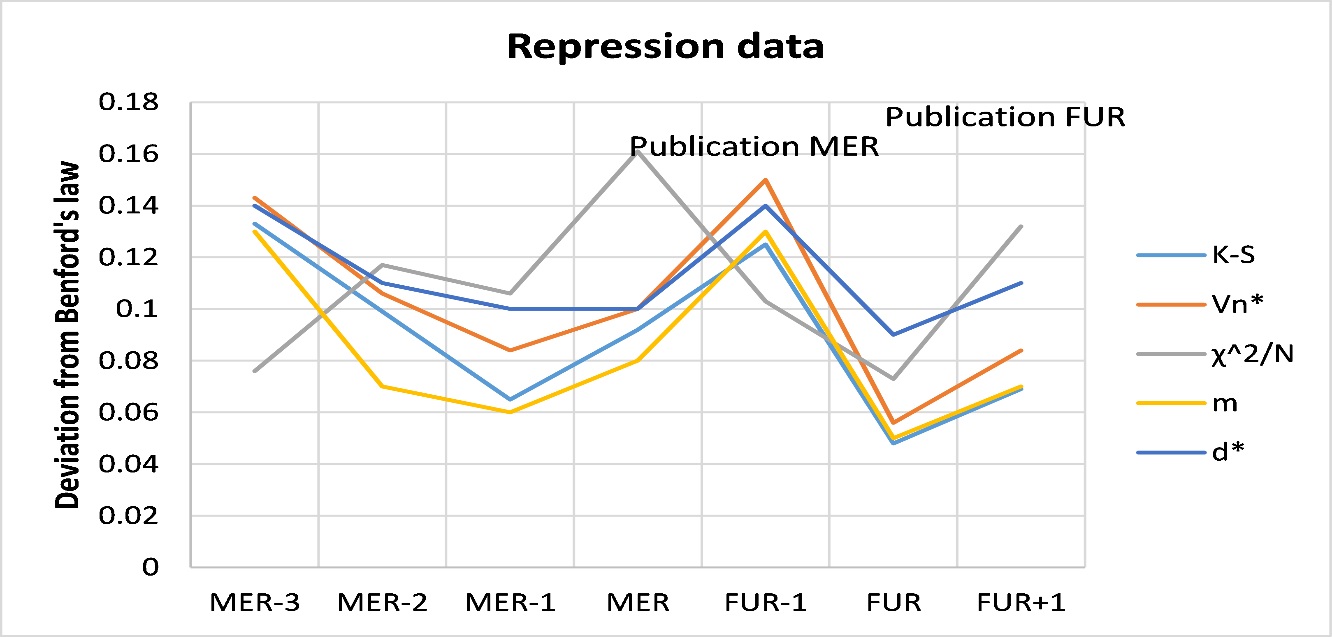 Repression data
Deviation from Benford's law
0.18
0.16
0.14
0.12
0.1
0.08
0.06
0.04
0.02
0
Publication FUR
Publication MER
MER-3 MER-2 MER-1 MER FUR-1 FUR FUR+1
K-S
Vn*
χ^2/N
m
d*